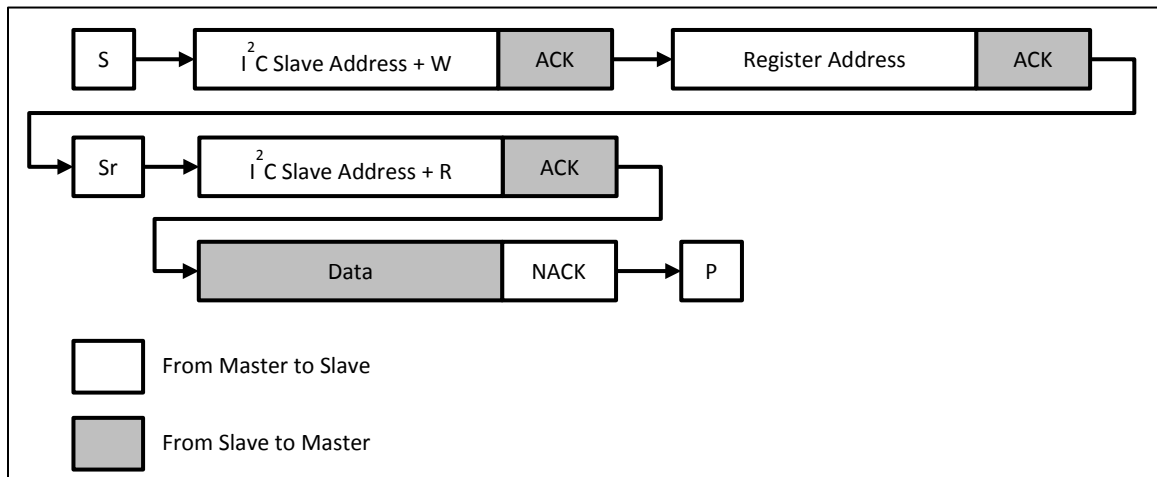 S I²C Slave Address + W ACK Register Address ACK
Sr I²C Slave Address + R ACK
Data NACK P
From Master to Slave
From Slave to Master